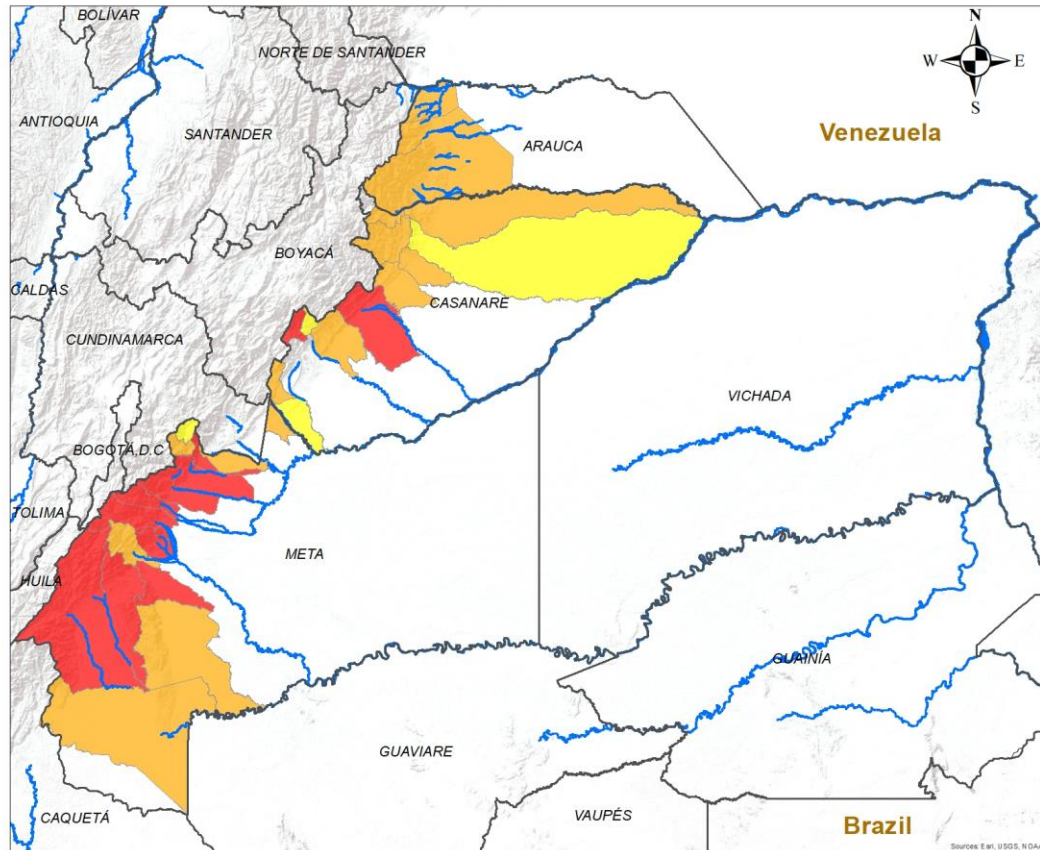 BOLÍVAR
N
NORTE DE SANTANDER
W
E
S
ANTIOQUIA
SANTANDER
ARAUCA
Venezuela
BOYACÁ
CALDAS
CASANARE
CUNDINAMARCA
VICHADA
BOGOTÁ,D.C
TOLIMA
META
HUILA
GUAINÍA
GUAVIARE
CAQUETÁ
VAUPÉS
Brazil
Sources: Esri, USGS, NOAA